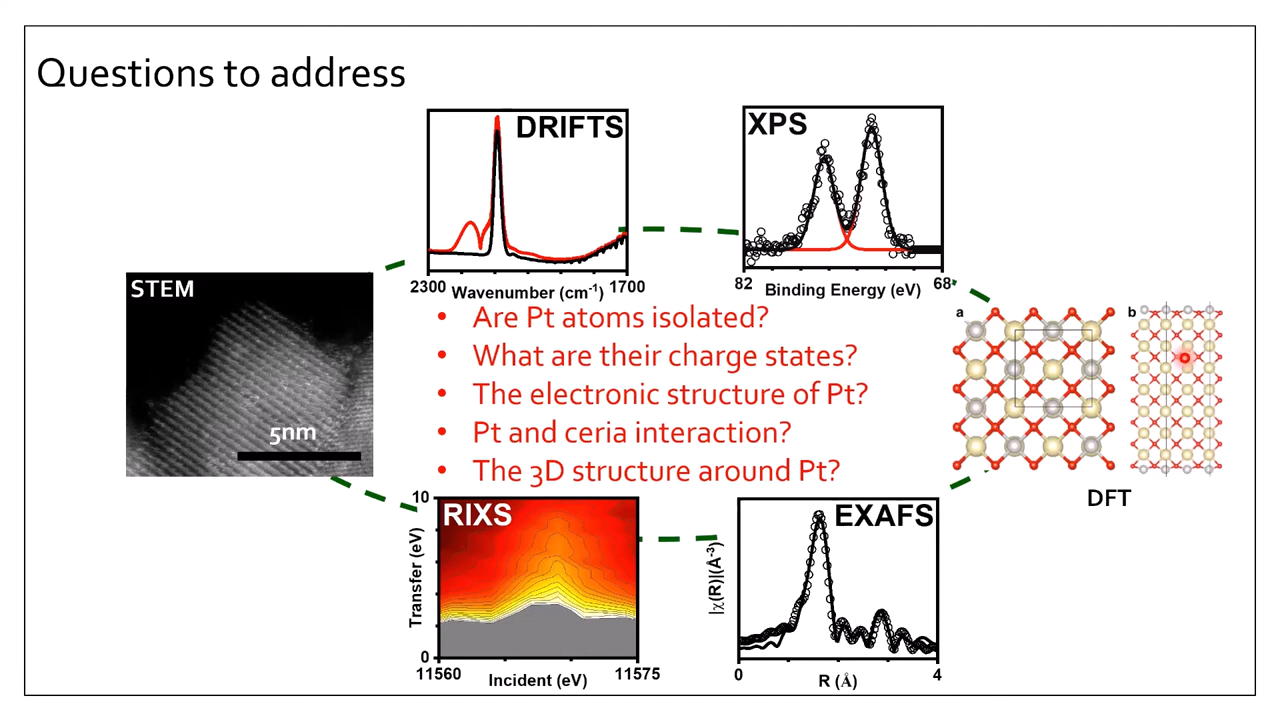 Questions to address
DRIFTS
2300 Wavenumber (cm⁻¹) 1700
XPS
82 Binding Energy (eV) 68
STEM
5nm
• Are Pt atoms isolated?
• What are their charge states?
• The electronic structure of Pt?
• Pt and ceria interaction?
• The 3D structure around Pt?
a
b
DFT
RIXS
10
Transfer (eV)
0
11560 Incident (eV) 11575
EXAFS
|χ(R)|(Å⁻³)
0 R (Å) 4